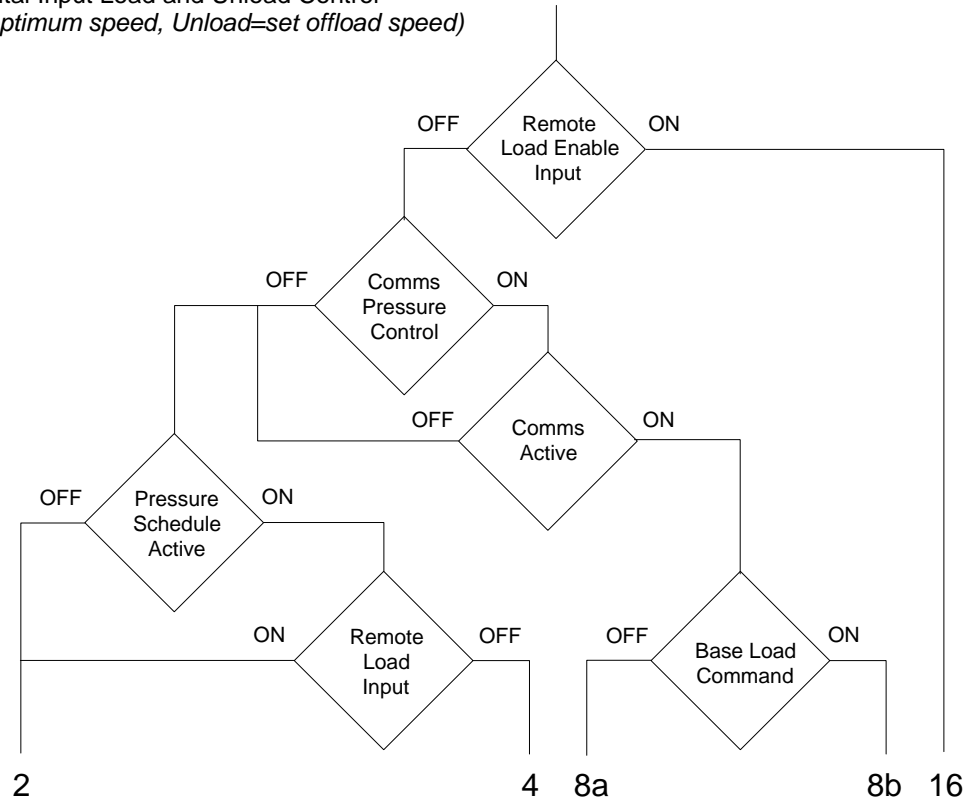 ptimum speed, Unload=set offload speed)
OFF
Remote
Load Enable
Input
ON
OFF
Comms
Pressure
Control
ON
OFF
Comms
Active
ON
OFF
Pressure
Schedule
Active
ON
ON
Remote
Load
Input
OFF
OFF
Base Load
Command
ON
2
4
8a
8b
16